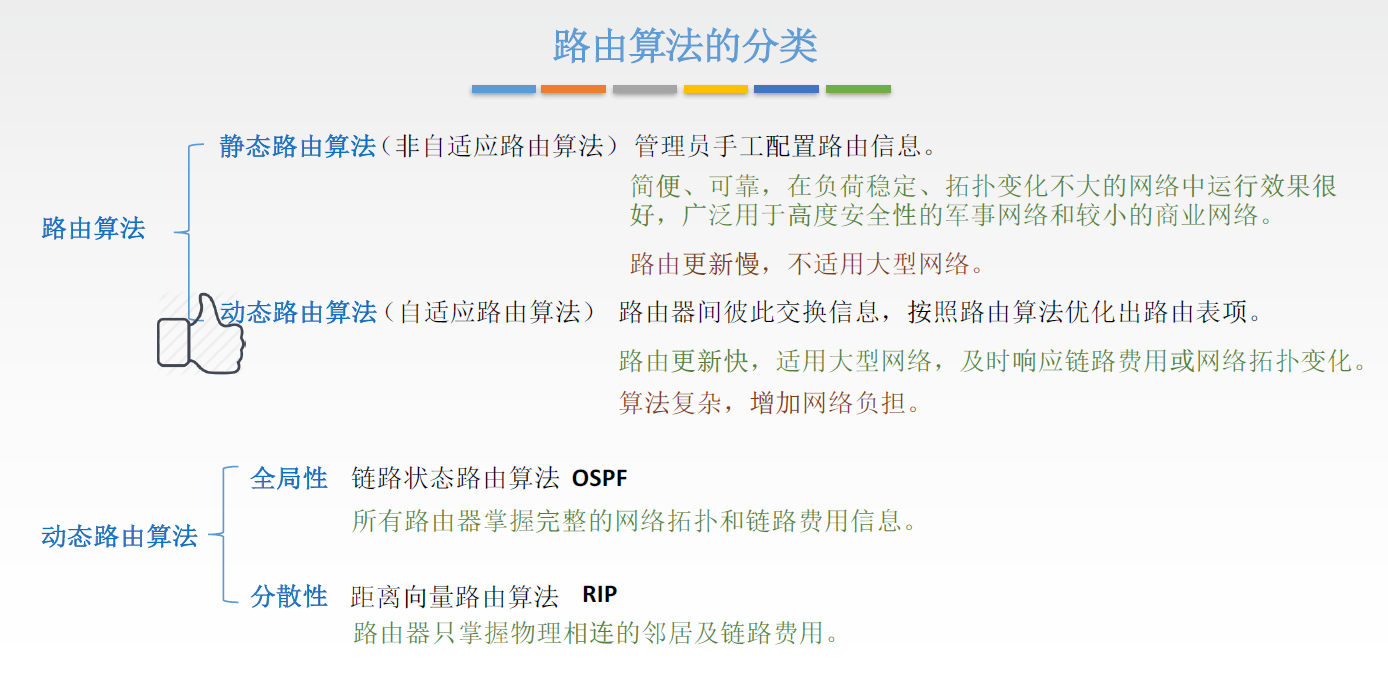 路由算法的分类
静态路由算法（非自适应路由算法）管理员手工配置路由信息。
简便、可靠，在负荷稳定、拓扑变化不大的网络中运行效果很
好，广泛用于高度安全性的军事网络和较小的商业网络。
路由算法
路由更新慢，不适用大型网络。
动态路由算法（自适应路由算法） 路由器间彼此交换信息，按照路由算法优化出路由表项。
路由更新快，适用大型网络，及时响应链路费用或网络拓扑变化。
算法复杂，增加网络负担。
全局性 链路状态路由算法 OSPF
所有路由器掌握完整的网络拓扑和链路费用信息。
动态路由算法
分散性 距离向量路由算法 RIP
路由器只掌握物理相连的邻居及链路费用。